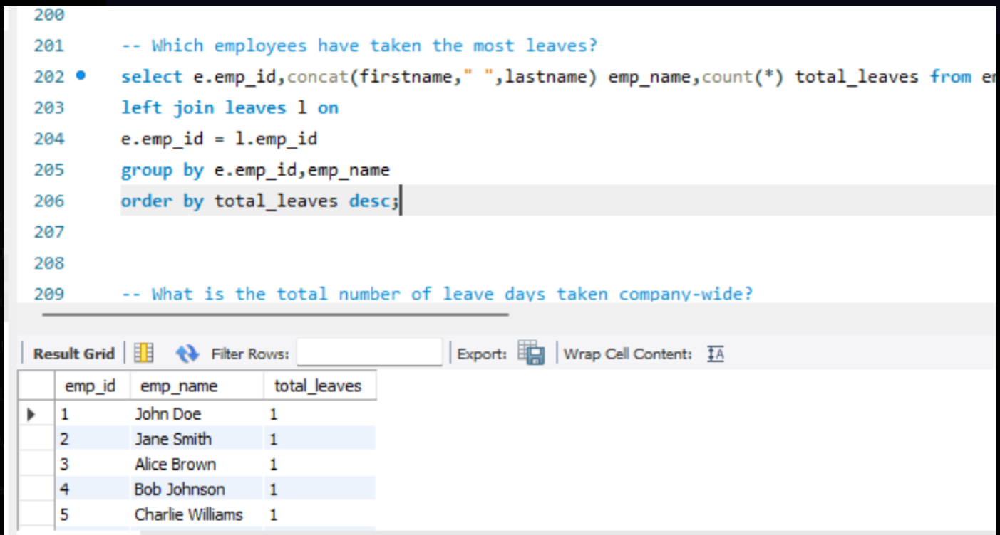 200
201 -- Which employees have taken the most leaves?
202 select e.emp_id,concat(firstname," ",lastname) emp_name,count(*) total_leaves from
203 left join leaves l on
204 e.emp_id = l.emp_id
205 group by e.emp_id,emp_name
206 order by total_leaves desc;
207
208
209 -- What is the total number of leave days taken company-wide?
Result Grid Filter Rows: Export: Wrap Cell Content: IA
emp_id emp_name total_leaves
1 John Doe 1
2 Jane Smith 1
3 Alice Brown 1
4 Bob Johnson 1
5 Charlie Williams 1